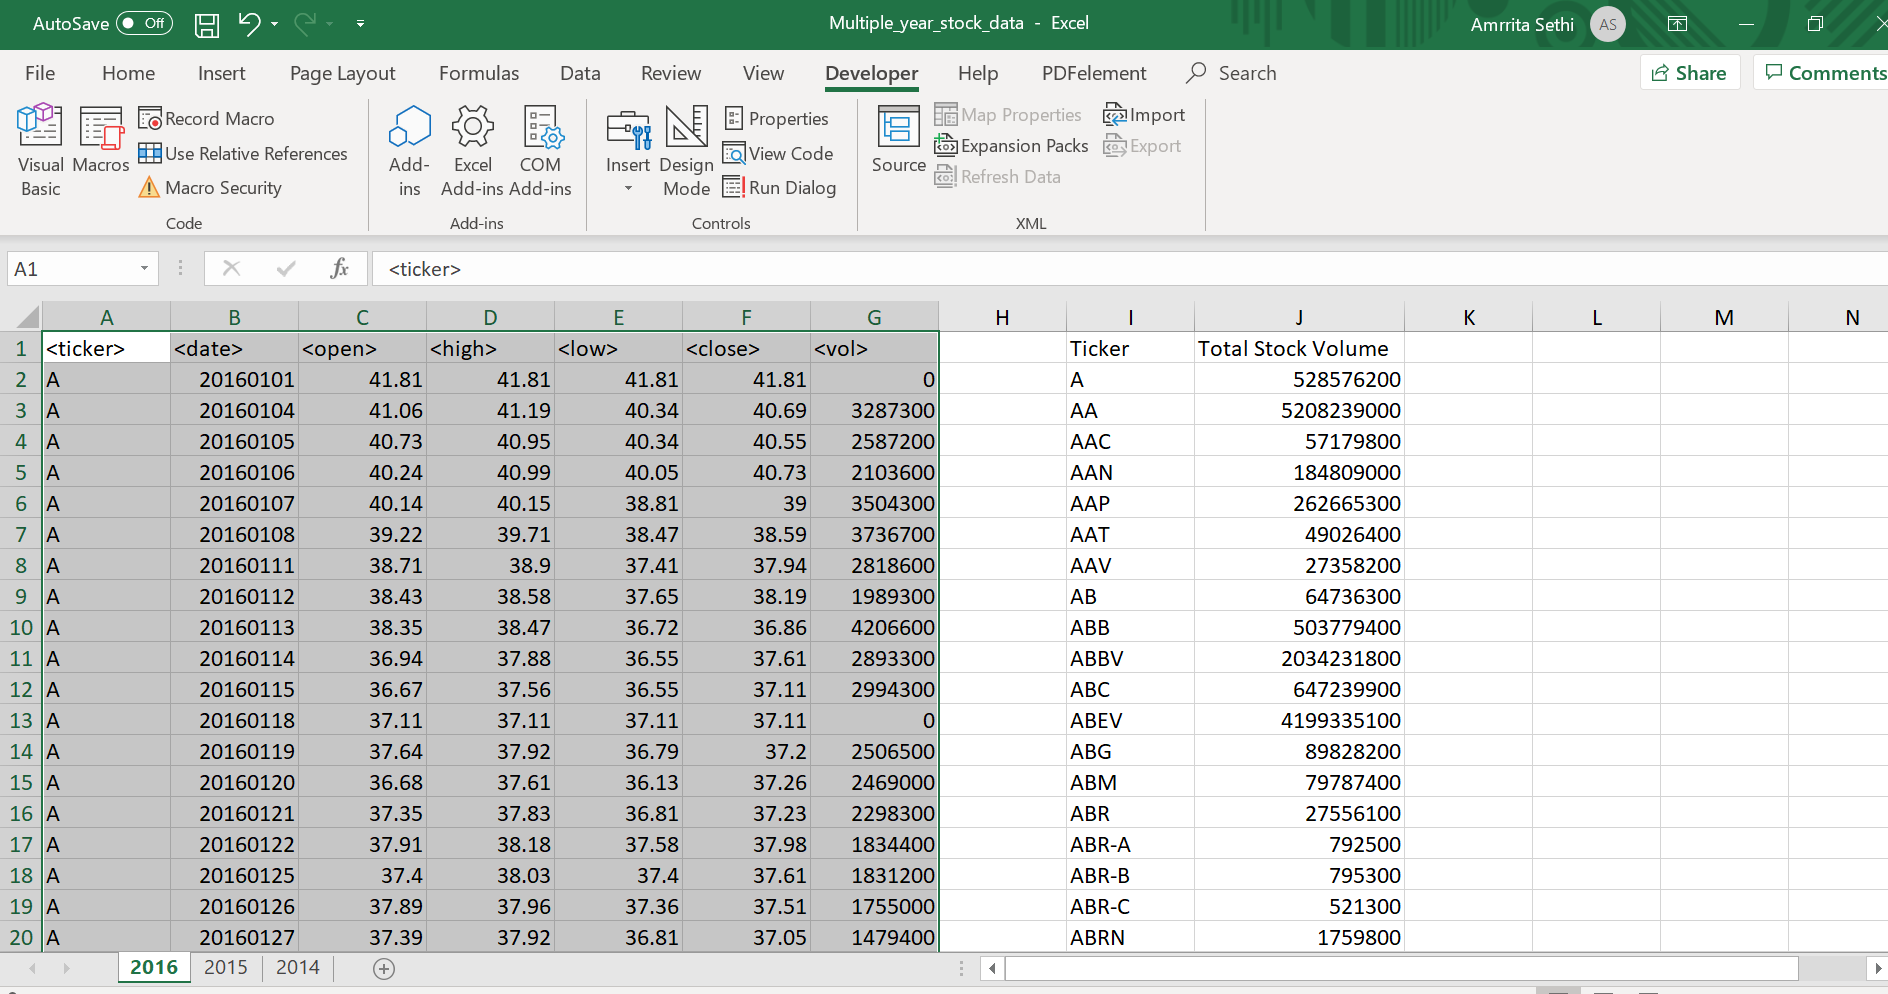 AutoSave Off Multiple_year_stock_data - Excel Amrrita Sethi AS
File Home Insert Page Layout Formulas Data Review View Developer Help PDFelement Search Share Comments
Visual Basic
Macros
Record Macro
Use Relative References
Macro Security
Code
Add-ins
Excel Add-ins
COM Add-ins
Add-ins
Insert
Design Mode
Properties
View Code
Run Dialog
Controls
Source
Map Properties
Expansion Packs
Refresh Data
Import
Export
XML
A1 fx <ticker>
A B C D E F G H I J K L M N
1 <ticker> <date> <open> <high> <low> <close> <vol> Ticker Total Stock Volume
2 A 20160101 41.81 41.81 41.81 41.81 0 A 528576200
3 A 20160104 41.06 41.19 40.34 40.69 3287300 AA 5208239000
4 A 20160105 40.73 40.95 40.34 40.55 2587200 AAC 57179800
5 A 20160106 40.24 40.99 40.05 40.73 2103600 AAN 184809000
6 A 20160107 40.14 40.15 38.81 39 3504300 AAP 262665300
7 A 20160108 39.22 39.71 38.47 38.59 3736700 AAT 49026400
8 A 20160111 38.71 38.9 37.41 37.94 2818600 AAV 27358200
9 A 20160112 38.43 38.58 37.65 38.19 1989300 AB 64736300
10 A 20160113 38.35 38.47 36.72 36.86 4206600 ABB 503779400
11 A 20160114 36.94 37.88 36.55 37.61 2893300 ABBV 2034231800
12 A 20160115 36.67 37.56 36.55 37.11 2994300 ABC 647239900
13 A 20160118 37.11 37.11 37.11 37.11 0 ABEV 4199335100
14 A 20160119 37.64 37.92 36.79 37.2 2506500 ABG 89828200
15 A 20160120 36.68 37.61 36.13 37.26 2469000 ABM 79787400
16 A 20160121 37.35 37.83 36.81 37.23 2298300 ABR 27556100
17 A 20160122 37.91 38.18 37.58 37.98 1834400 ABR-A 792500
18 A 20160125 37.4 38.03 37.4 37.61 1831200 ABR-B 795300
19 A 20160126 37.89 37.96 37.36 37.51 1755000 ABR-C 521300
20 A 20160127 37.39 37.92 36.81 37.05 1479400 ABRN 1759800
2016 2015 2014